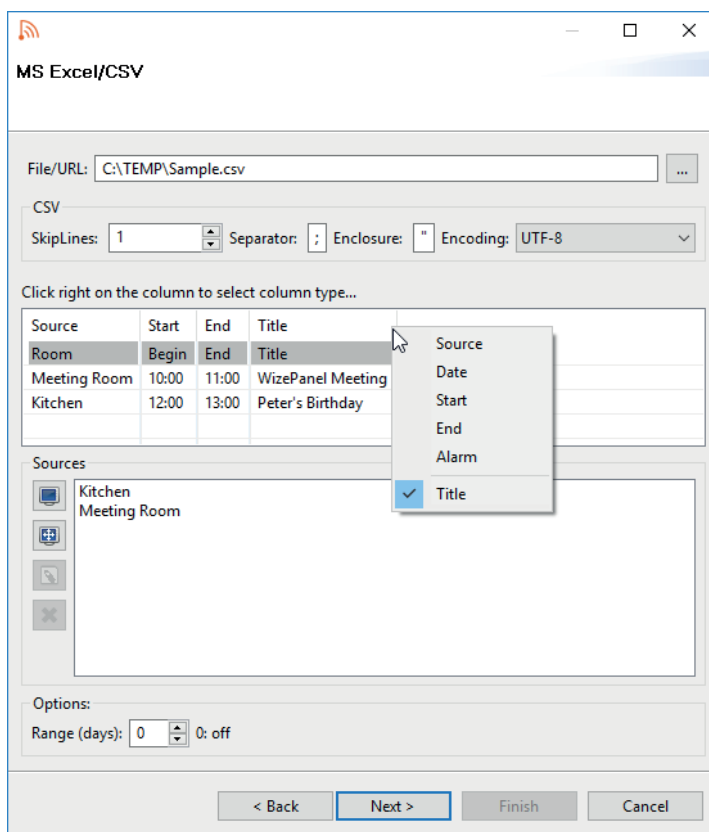 MS Excel/CSV
File/URL: C:\TEMP\Sample.csv ...
CSV
SkipLines: 1 Separator: ; Enclosure: " Encoding: UTF-8
Click right on the column to select column type...
Source Start End Title
Room Begin End Title
Meeting Room 10:00 11:00 WizePanel Meeting
Kitchen 12:00 13:00 Peter's Birthday
Source
Date
Start
End
Alarm
Title
Sources
Kitchen
Meeting Room
Options:
Range (days): 0 0: off
< Back Next > Finish Cancel